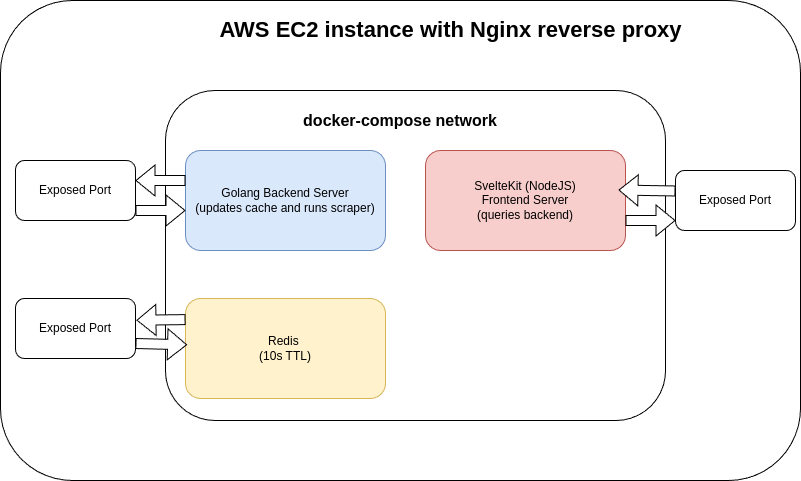 AWS EC2 instance with Nginx reverse proxy
docker-compose network
Exposed Port
Golang Backend Server
(updates cache and runs scraper)
SvelteKit (NodeJS)
Frontend Server
(queries backend)
Exposed Port
Exposed Port
Redis
(10s TTL)